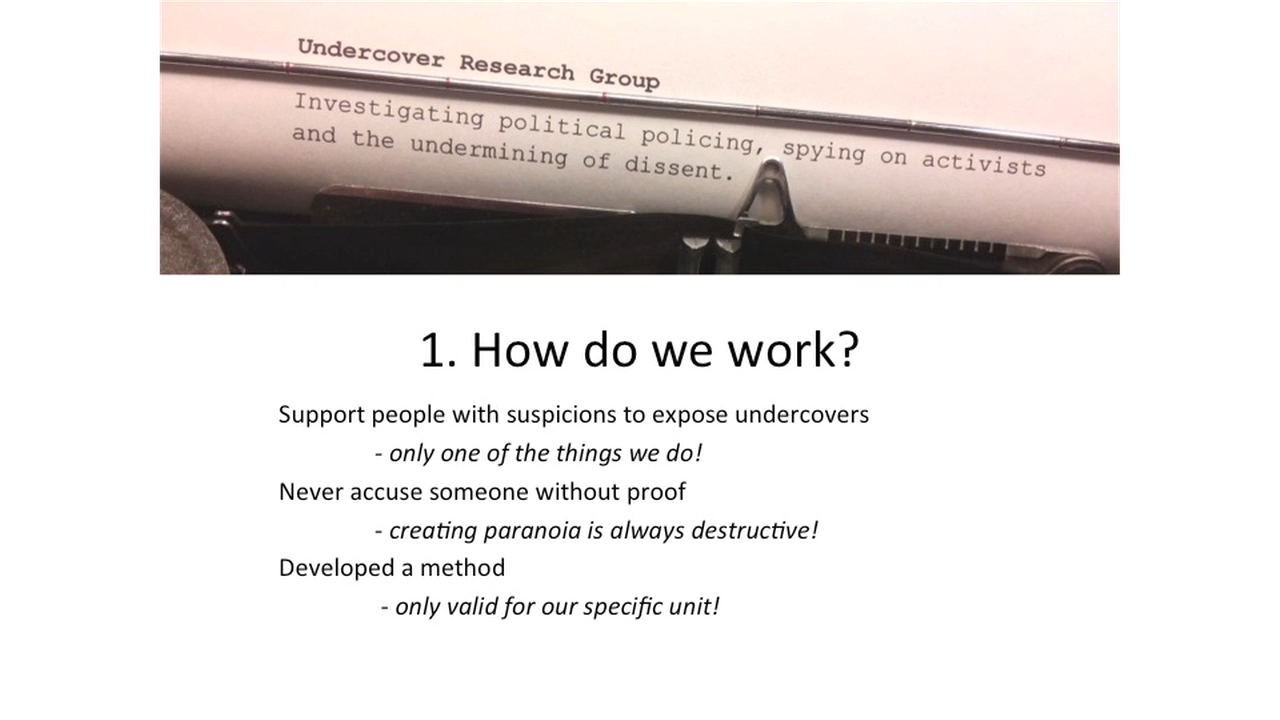 Undercover Research Group
Investigating political policing, spying on activists
and the undermining of dissent.
1. How do we work?
Support people with suspicions to expose undercovers
- only one of the things we do!
Never accuse someone without proof
- creating paranoia is always destructive!
Developed a method
- only valid for our specific unit!